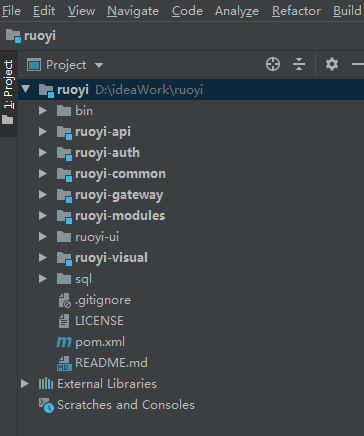 File Edit View Navigate Code Analyze Refactor Build
ruoyi
1: Project
Project
ruoyi D:\ideaWork\ruoyi
bin
ruoyi-api
ruoyi-auth
ruoyi-common
ruoyi-gateway
ruoyi-modules
ruoyi-ui
ruoyi-visual
sql
.gitignore
LICENSE
pom.xml
README.md
External Libraries
Scratches and Consoles